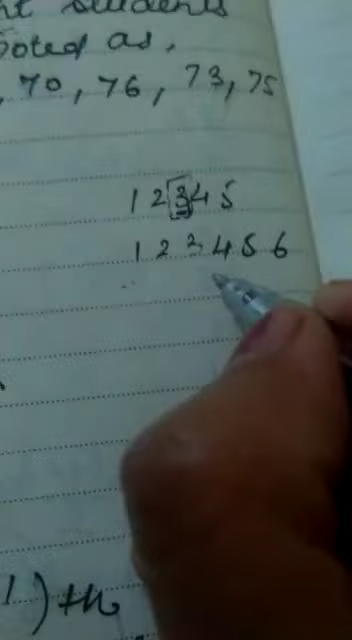 students
noted as,
, 70, 76, 73, 75
1 2 3 4 5
1 2 3 4 5 6
1) th